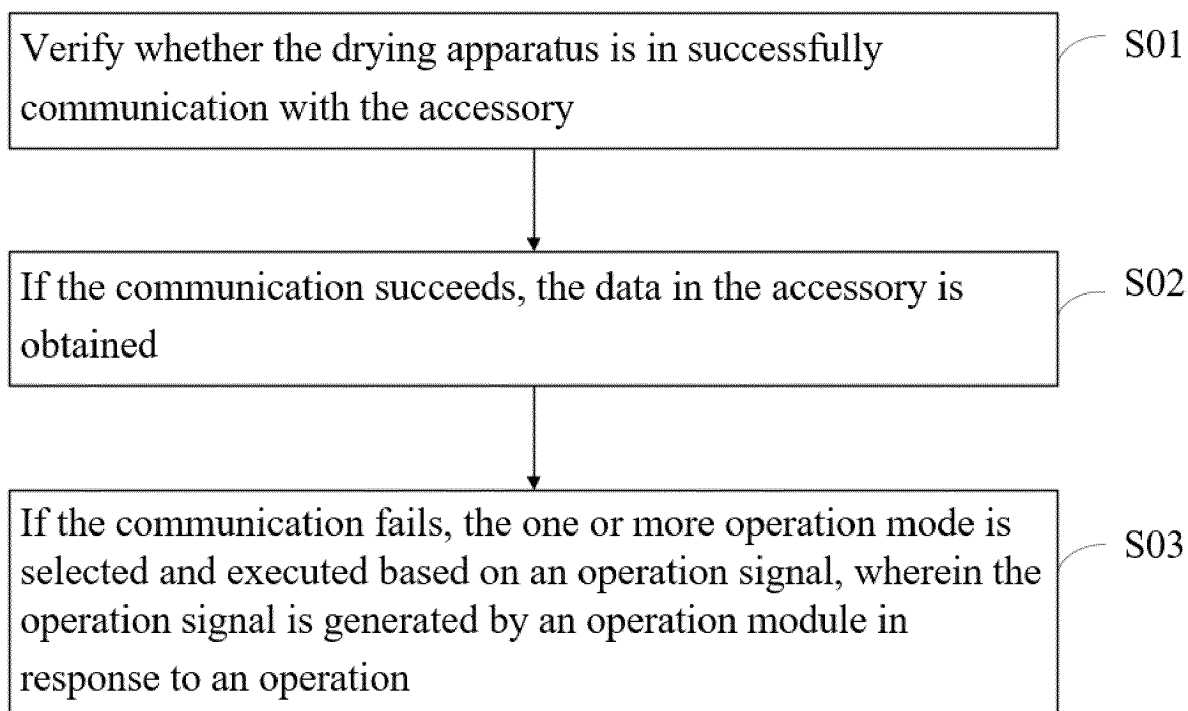 Verify whether the drying apparatus is in successfully
communication with the accessory
S01
If the communication succeeds, the data in the accessory is
obtained
S02
If the communication fails, the one or more operation mode is
selected and executed based on an operation signal, wherein the
operation signal is generated by an operation module in
response to an operation
S03